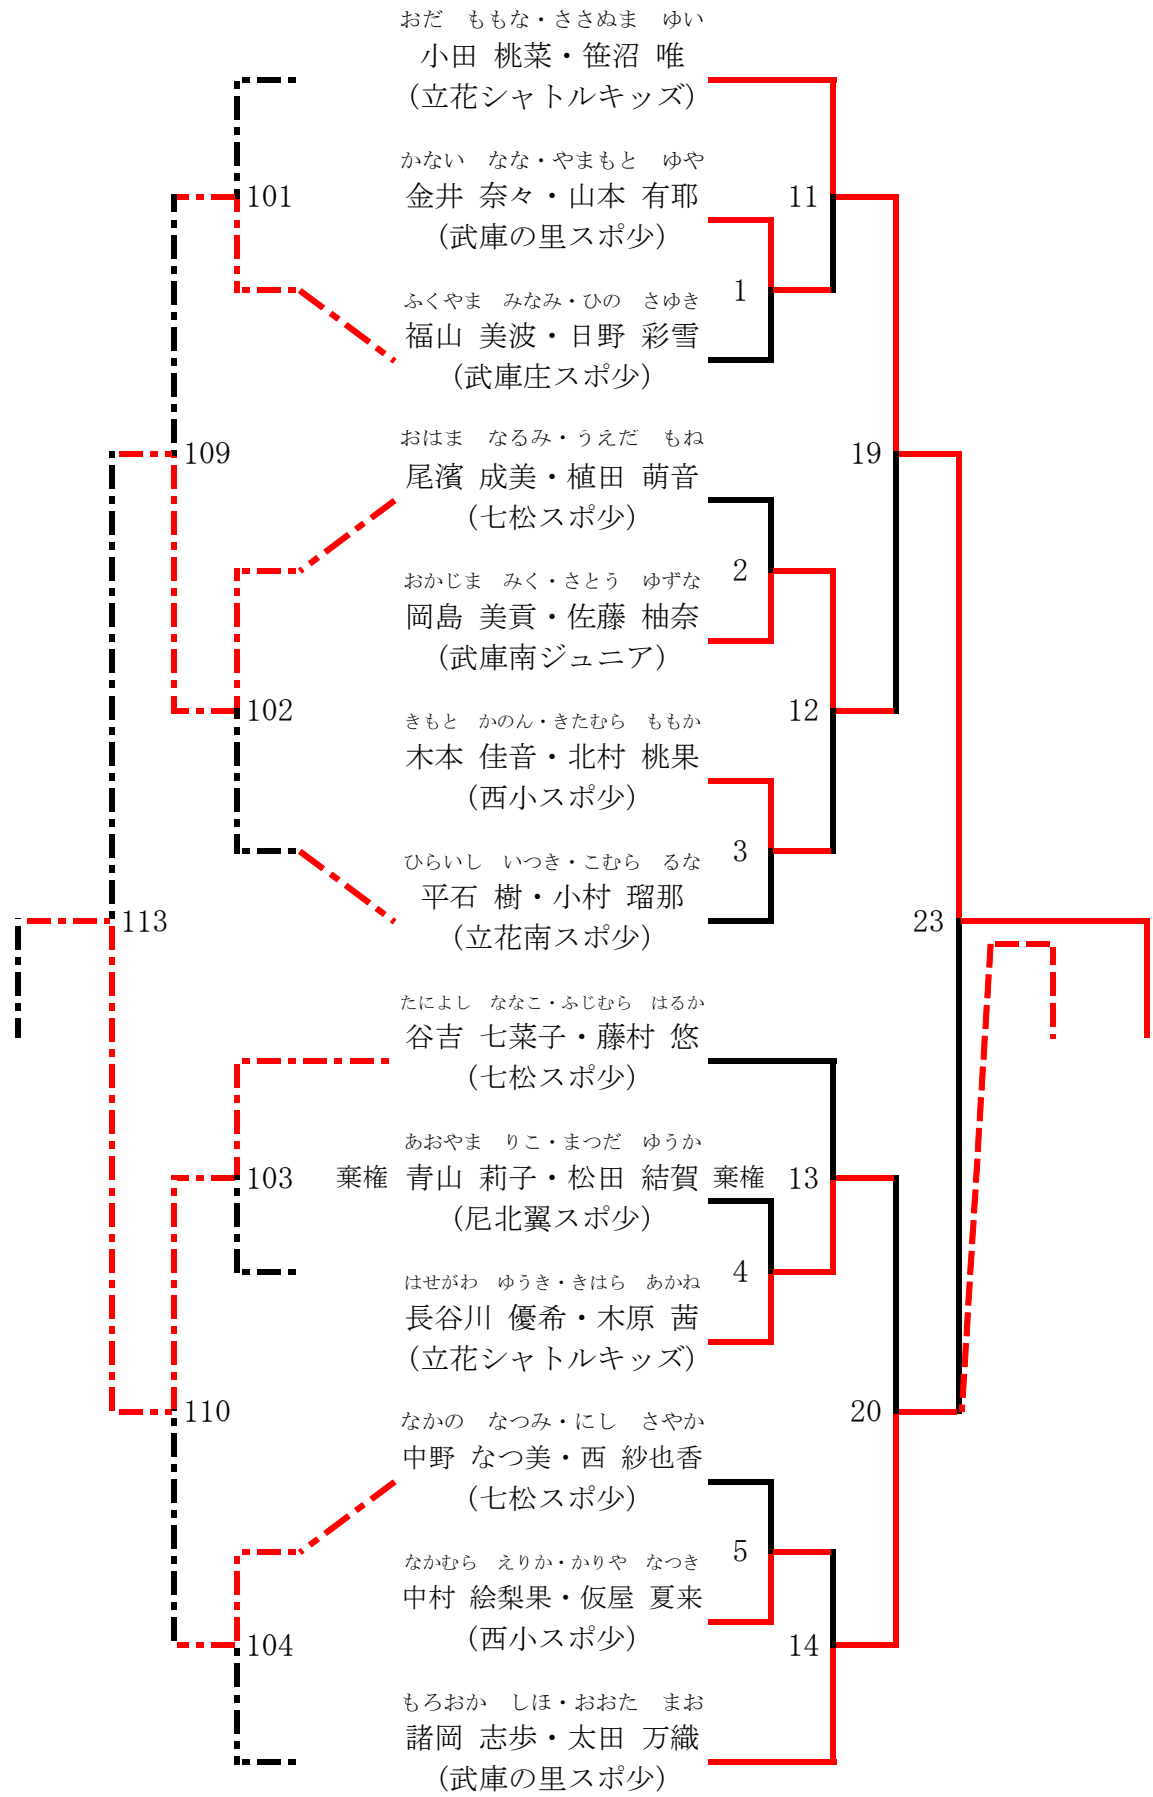 おだ　ももな・ささぬま　ゆい
小田 桃菜・笹沼 唯
(立花シャトルキッズ)
かない　なな・やまもと　ゆや
101
金井 奈々・山本 有耶
11
(武庫の里スポ少)
1
ふくやま　みなみ・ひの　さゆき
福山 美波・日野 彩雪
(武庫庄スポ少)
おはま　なるみ・うえだ　もね
109
19
尾濱 成美・植田 萌音
(七松スポ少)
2
おかじま　みく・さとう　ゆずな
岡島 美貢・佐藤 柚奈
(武庫南ジュニア)
102
きもと　かのん・きたむら　ももか
12
木本 佳音・北村 桃果
(西小スポ少)
3
ひらいし　いつき・こむら　るな
平石 樹・小村 瑠那
113
(立花南スポ少)
23
たによし　ななこ・ふじむら　はるか
谷吉 七菜子・藤村 悠
(七松スポ少)
あおやま　りこ・まつだ　ゆうか
103
棄権 青山 莉子・松田 結賀 棄権
13
(尼北翼スポ少)
4
はせがわ　ゆうき・きはら　あかね
長谷川 優希・木原 茜
(立花シャトルキッズ)
110
なかの　なつみ・にし　さやか
20
中野 なつ美・西 紗也香
(七松スポ少)
5
なかむら　えりか・かりや　なつき
中村 絵梨果・仮屋 夏来
104
(西小スポ少)
14
もろおか　しほ・おおた　まお
諸岡 志歩・太田 万織
(武庫の里スポ少)